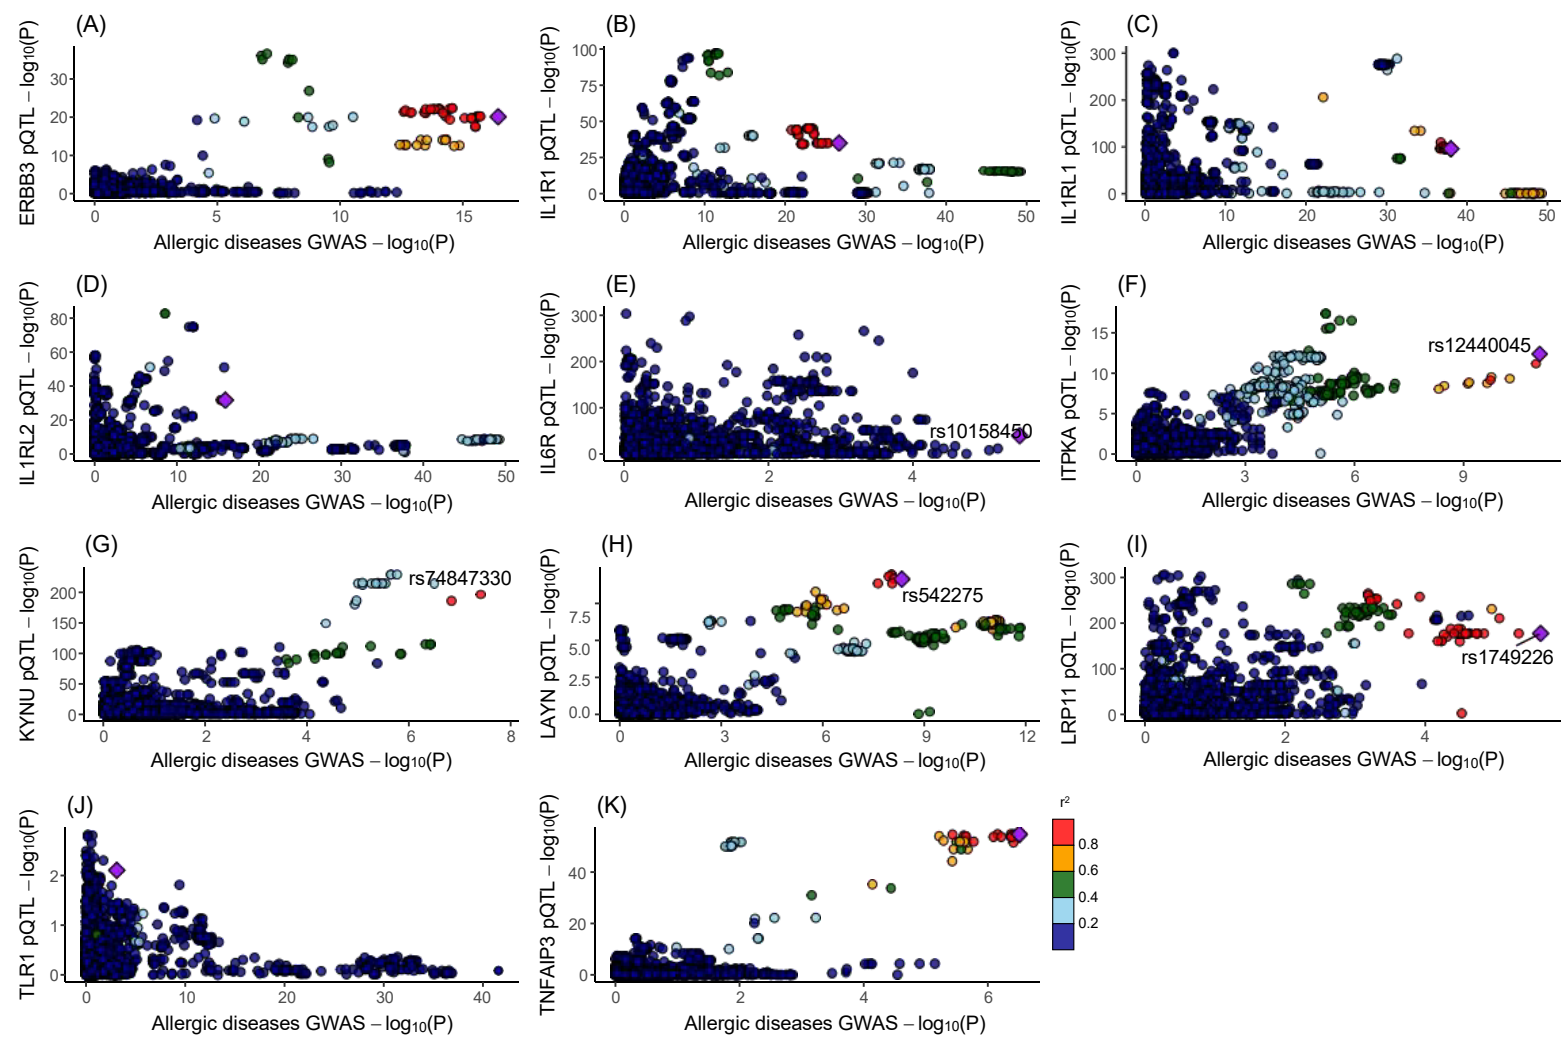 (A)
ERBB3 pQTL – log₁₀(P)
30
20
10
0
0 5 10 15
Allergic diseases GWAS – log₁₀(P)
(B)
IL1R1 pQTL – log₁₀(P)
100
75
50
25
0
0 10 20 30 40 50
Allergic diseases GWAS – log₁₀(P)
(C)
IL1RL1 pQTL – log₁₀(P)
300
200
100
0
0 10 20 30 40 50
Allergic diseases GWAS – log₁₀(P)
(D)
IL1RL2 pQTL – log₁₀(P)
80
60
40
20
0
0 10 20 30 40 50
Allergic diseases GWAS – log₁₀(P)
(E)
IL6R pQTL – log₁₀(P)
300
200
100
0
rs10158450
0 2 4
Allergic diseases GWAS – log₁₀(P)
(F)
ITPKA pQTL – log₁₀(P)
15
10
5
0
rs12440045
0 3 6 9
Allergic diseases GWAS – log₁₀(P)
(G)
KYNU pQTL – log₁₀(P)
200
150
100
50
0
rs74847330
0 2 4 6 8
Allergic diseases GWAS – log₁₀(P)
(H)
LAYN pQTL – log₁₀(P)
7.5
5.0
2.5
0.0
rs542275
0 3 6 9 12
Allergic diseases GWAS – log₁₀(P)
(I)
LRP11 pQTL – log₁₀(P)
300
200
100
0
rs1749226
0 2 4
Allergic diseases GWAS – log₁₀(P)
(J)
TLR1 pQTL – log₁₀(P)
2
1
0
0 10 20 30 40
Allergic diseases GWAS – log₁₀(P)
(K)
TNFAIP3 pQTL – log₁₀(P)
40
20
0
0 2 4 6
Allergic diseases GWAS – log₁₀(P)
r²
0.8
0.6
0.4
0.2